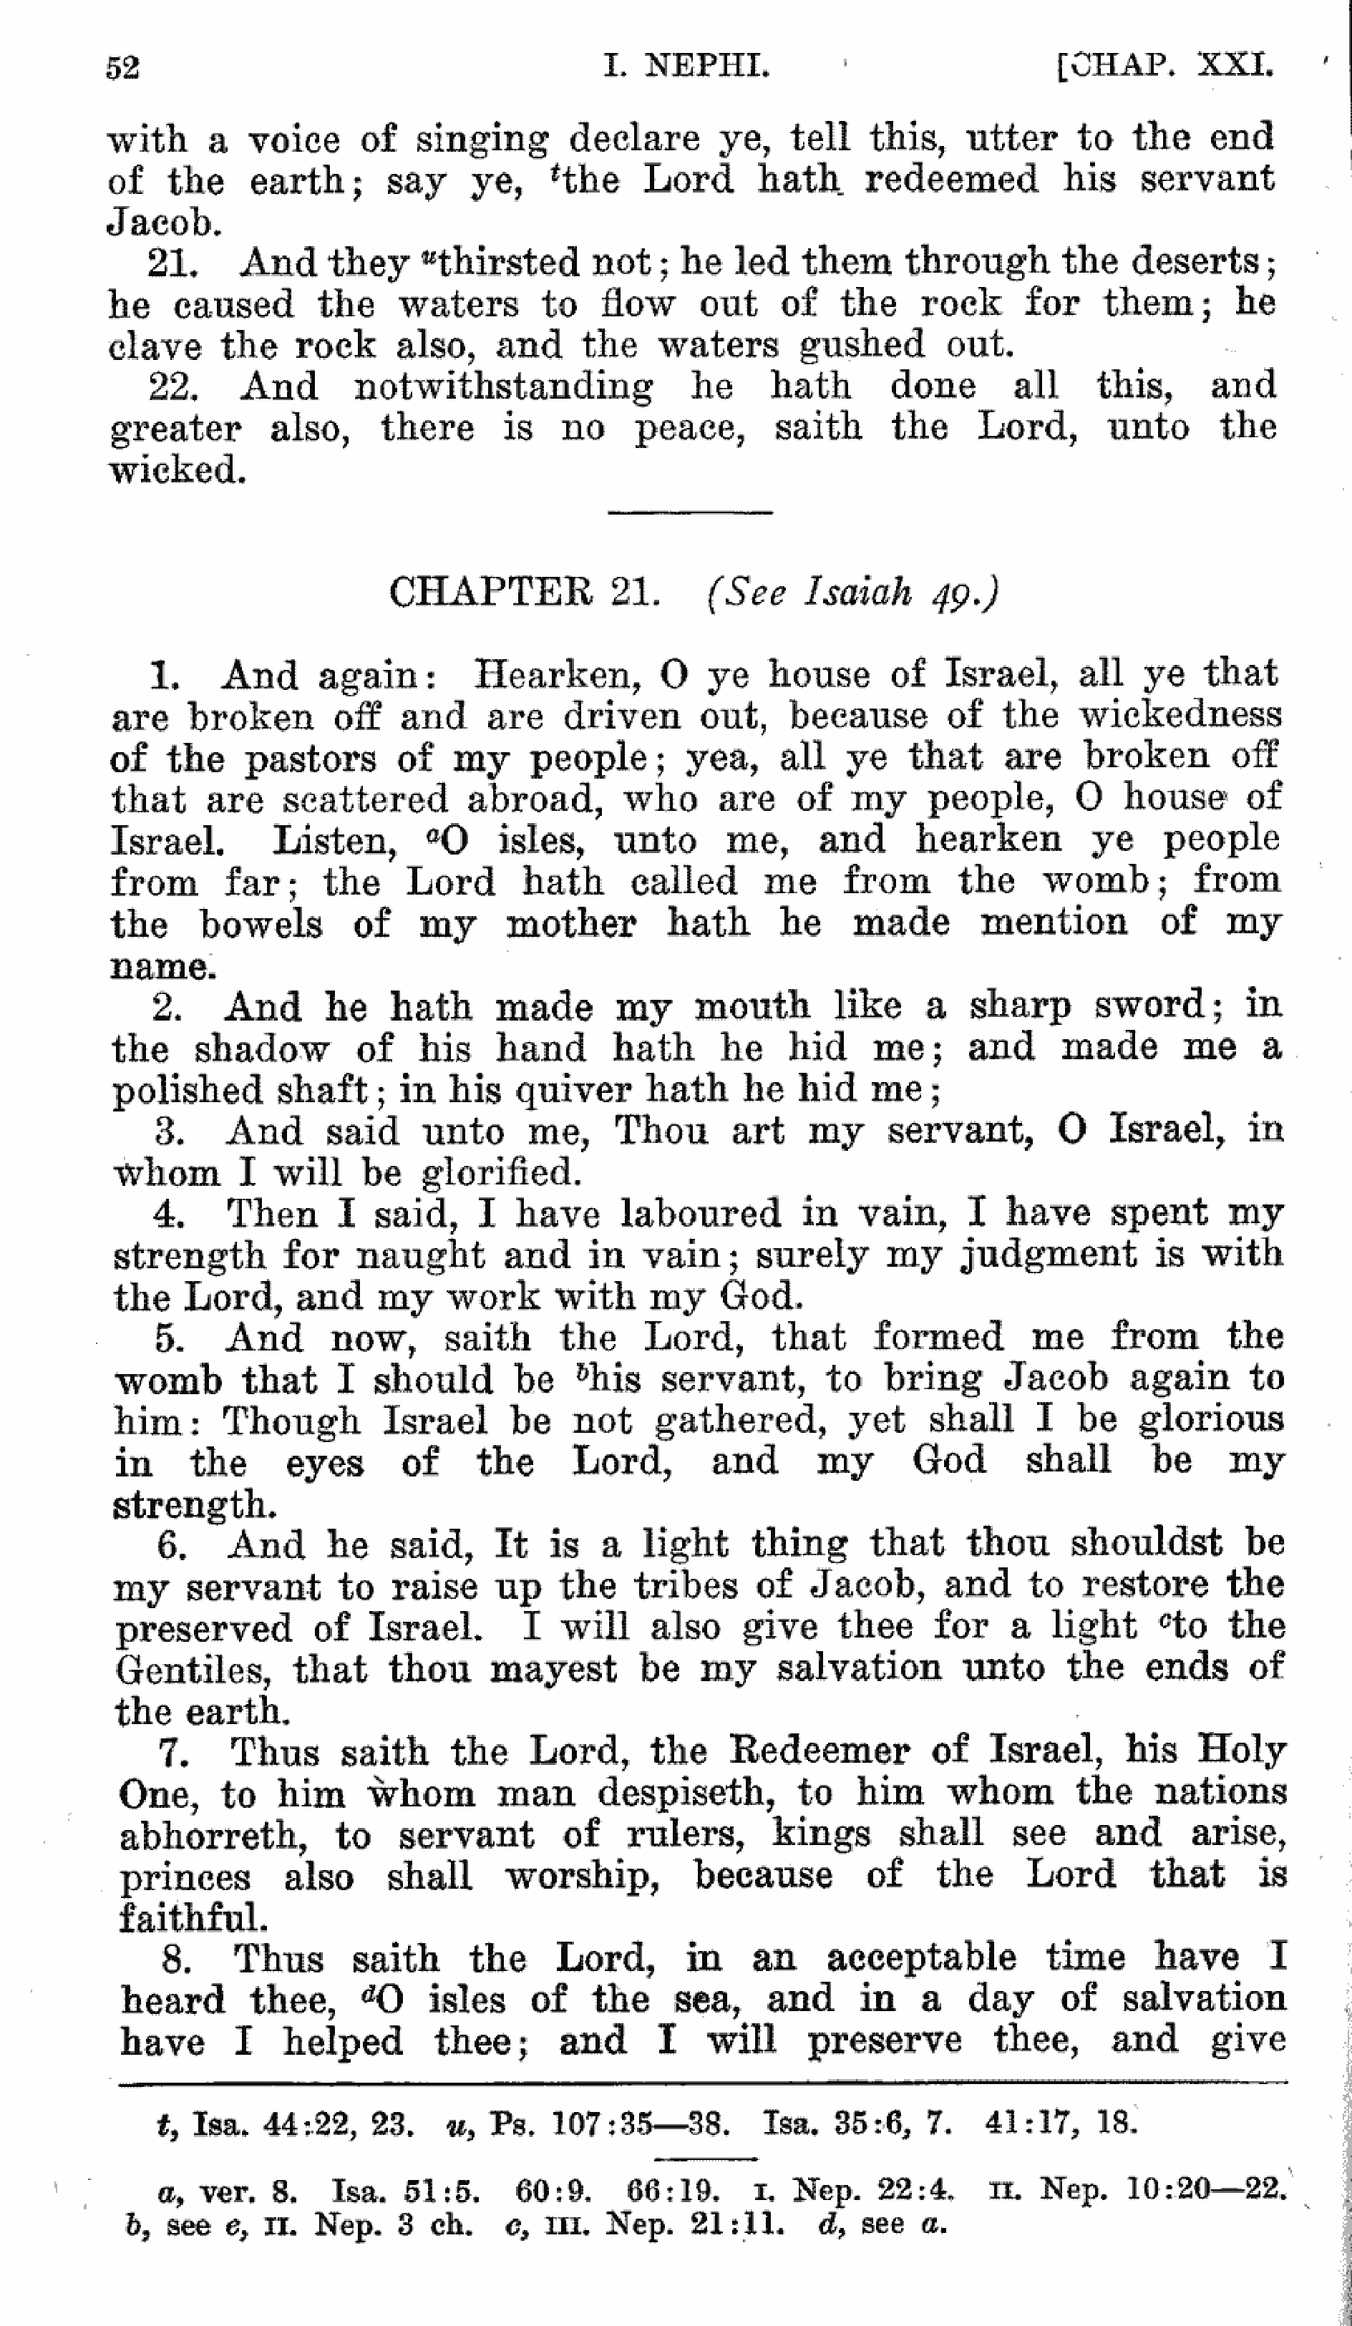 52 I. NEPHI. [CHAP. XXI.
with a voice of singing declare ye, tell this, utter to the end
of the earth; say ye, tthe Lord hath redeemed his servant
Jacob.
21. And they uthirsted not; he led them through the deserts;
he caused the waters to flow out of the rock for them; he
clave the rock also, and the waters gushed out.
22. And notwithstanding he hath done all this, and
greater also, there is no peace, saith the Lord, unto the
wicked.
CHAPTER 21. (See Isaiah 49.)
1. And again: Hearken, O ye house of Israel, all ye that
are broken off and are driven out, because of the wickedness
of the pastors of my people; yea, all ye that are broken off
that are scattered abroad, who are of my people, O house of
Israel. Listen, aO isles, unto me, and hearken ye people
from far; the Lord hath called me from the womb; from
the bowels of my mother hath he made mention of my
name.
2. And he hath made my mouth like a sharp sword; in
the shadow of his hand hath he hid me; and made me a
polished shaft; in his quiver hath he hid me;
3. And said unto me, Thou art my servant, O Israel, in
whom I will be glorified.
4. Then I said, I have laboured in vain, I have spent my
strength for naught and in vain; surely my judgment is with
the Lord, and my work with my God.
5. And now, saith the Lord, that formed me from the
womb that I should be bhis servant, to bring Jacob again to
him: Though Israel be not gathered, yet shall I be glorious
in the eyes of the Lord, and my God shall be my
strength.
6. And he said, It is a light thing that thou shouldst be
my servant to raise up the tribes of Jacob, and to restore the
preserved of Israel. I will also give thee for a light cto the
Gentiles, that thou mayest be my salvation unto the ends of
the earth.
7. Thus saith the Lord, the Redeemer of Israel, his Holy
One, to him whom man despiseth, to him whom the nations
abhorreth, to servant of rulers, kings shall see and arise,
princes also shall worship, because of the Lord that is
faithful.
8. Thus saith the Lord, in an acceptable time have I
heard thee, dO isles of the sea, and in a day of salvation
have I helped thee; and I will preserve thee, and give
t, Isa. 44:22, 23. u, Ps. 107:35—38. Isa. 35:6, 7. 41:17, 18.
a, ver. 8. Isa. 51:5. 60:9. 66:19. I. Nep. 22:4. II. Nep. 10:20—22.
b, see e, II. Nep. 3 ch. c, III. Nep. 21:11. d, see a.